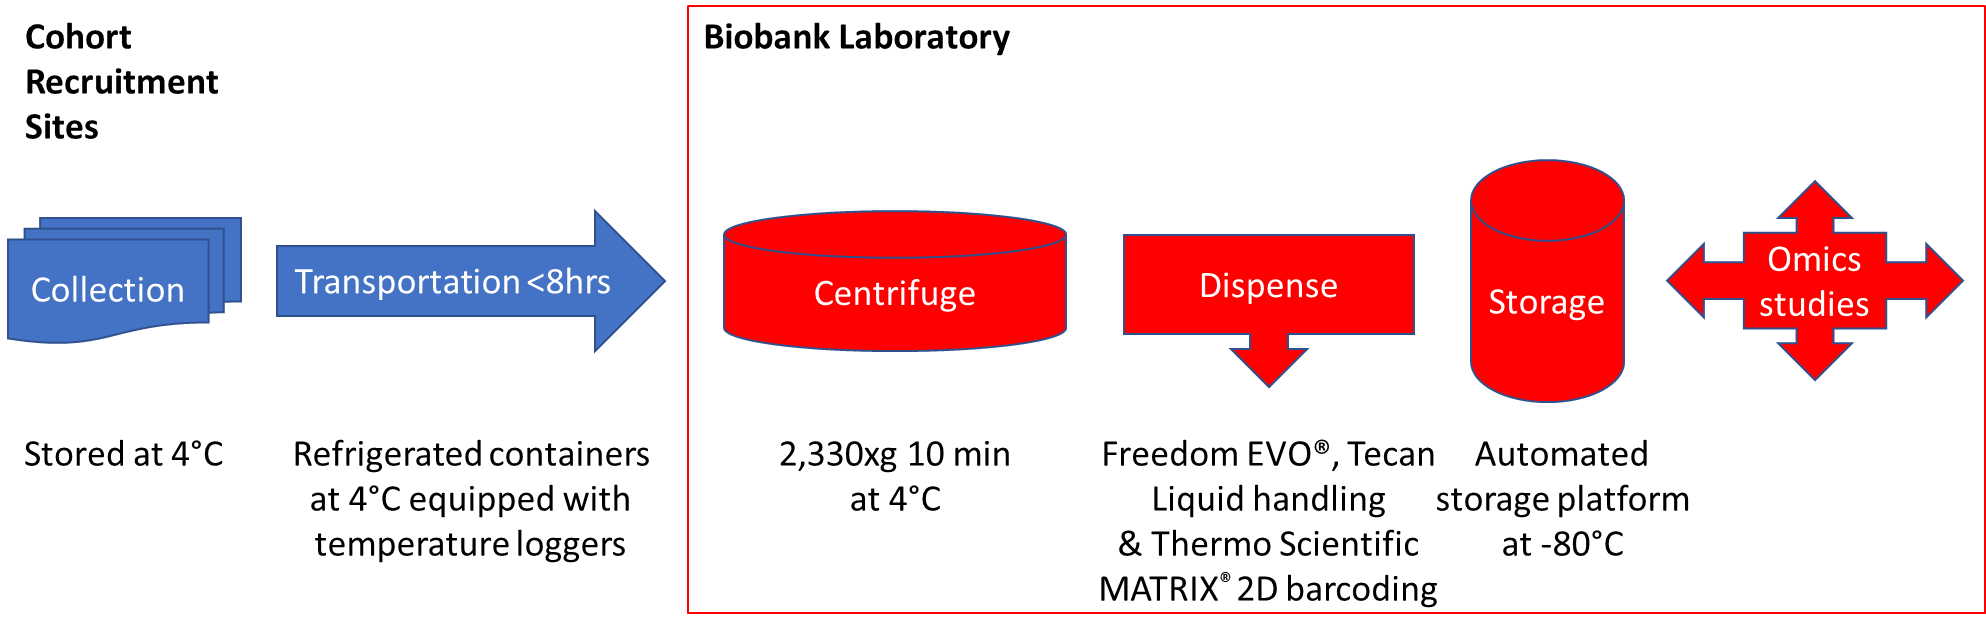 Cohort
Recruitment
Sites
Biobank Laboratory
Collection
Transportation <8hrs
Centrifuge
Dispense
Storage
Omics
studies
Stored at 4°C
Refrigerated containers
at 4°C equipped with
temperature loggers
2,330xg 10 min
at 4°C
Freedom EVO®, Tecan
Liquid handling
& Thermo Scientific
MATRIX® 2D barcoding
Automated
storage platform
at -80°C